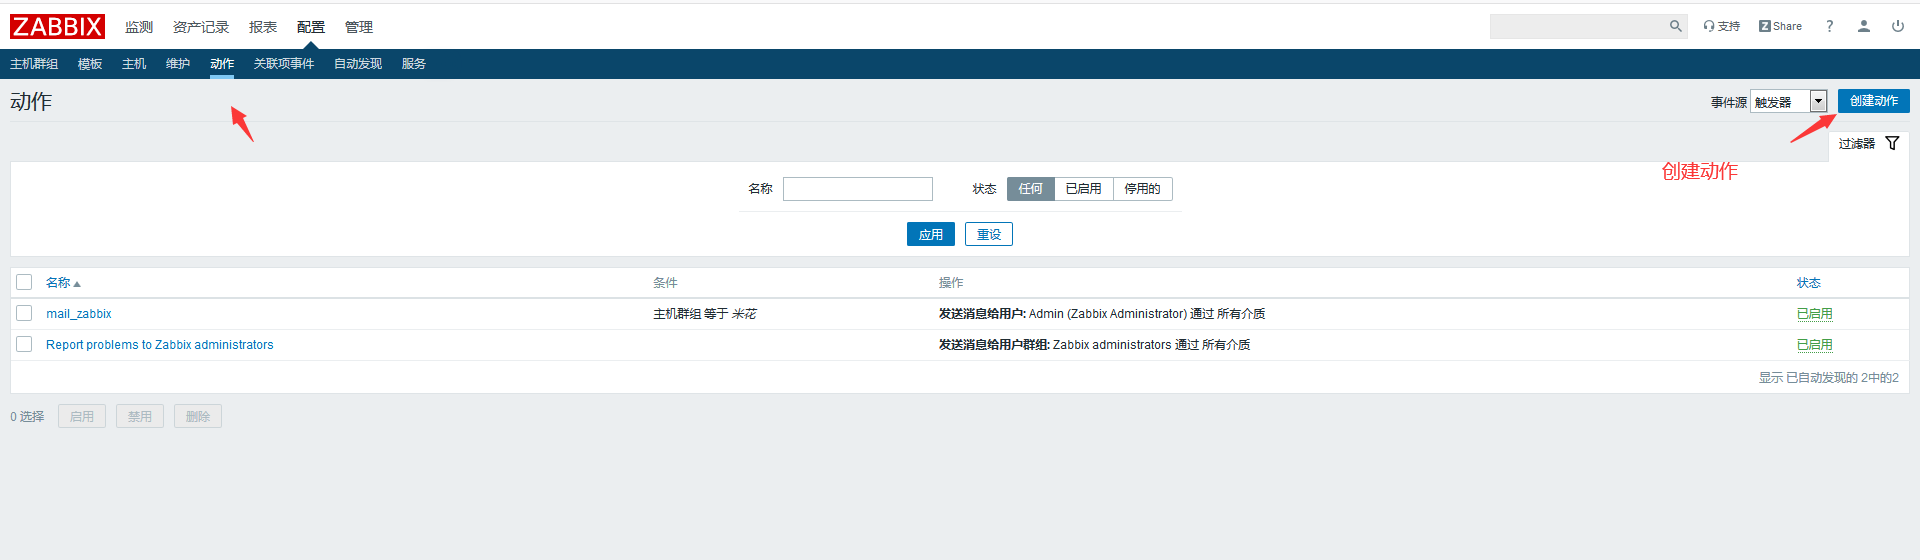 ZABBIX 监测 资产记录 报表 配置 管理 支持 Z Share ?
主机群组 模板 主机 维护 动作 关联项事件 自动发现 服务
动作 事件源 触发器 创建动作
过滤器
创建动作
名称 状态 任何 已启用 停用的
应用 重设
名称 条件 操作 状态
mail_zabbix 主机群组 等于 米花 发送消息给用户: Admin (Zabbix Administrator) 通过 所有介质 已启用
Report problems to Zabbix administrators 发送消息给用户群组: Zabbix administrators 通过 所有介质 已启用
显示 已自动发现的 2中的2
0 选择 启用 禁用 删除